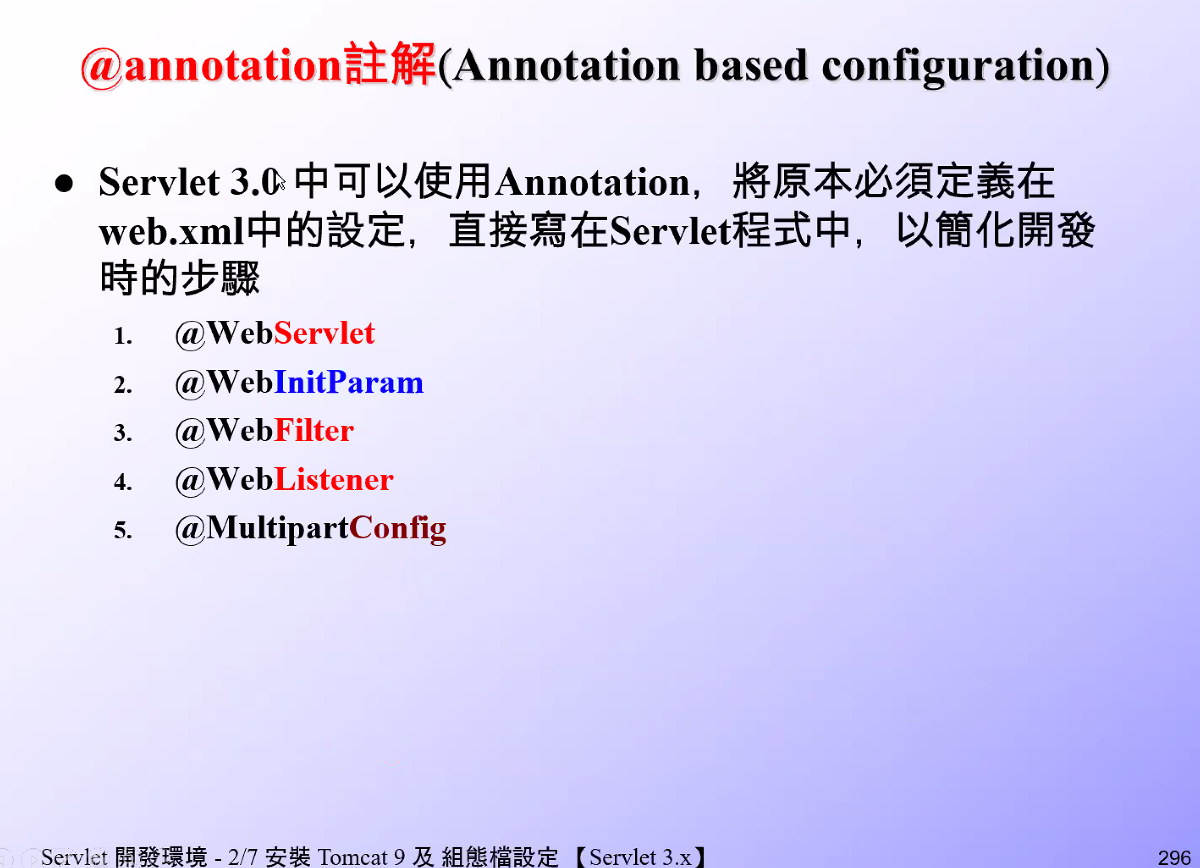 @annotation註解(Annotation based configuration)
● Servlet 3.0 中可以使用Annotation，將原本必須定義在
web.xml中的設定，直接寫在Servlet程式中，以簡化開發
時的步驟
1. @WebServlet
2. @WebInitParam
3. @WebFilter
4. @WebListener
5. @MultipartConfig
Servlet 開發環境 - 2/7 安裝 Tomcat 9 及 組態檔設定 【Servlet 3.x】
296